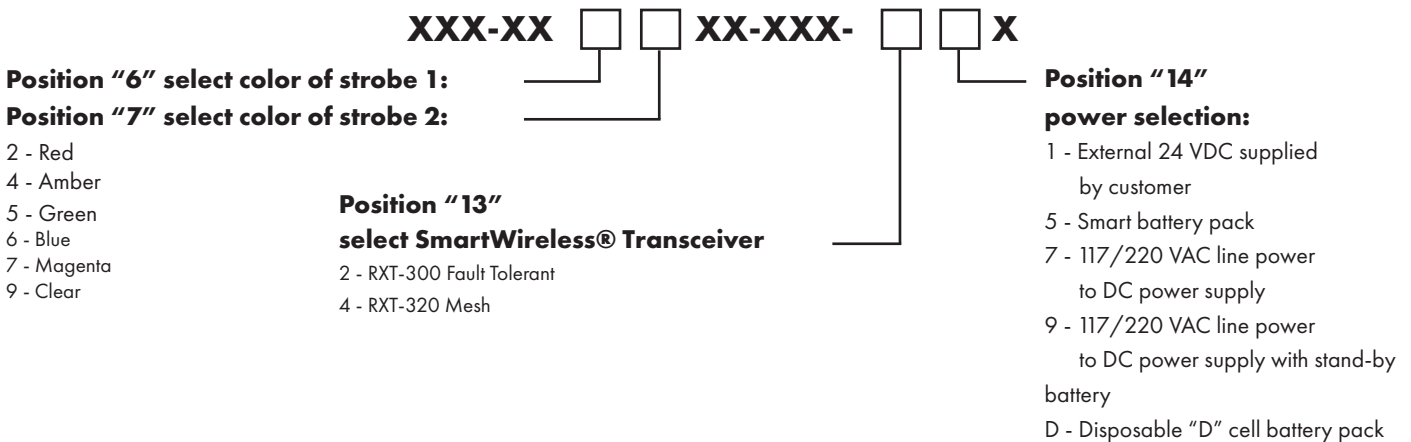 XXX-XX □ □ XX-XXX- □ □ X
Position “6” select color of strobe 1:
Position “7” select color of strobe 2:
2 - Red
4 - Amber
5 - Green
6 - Blue
7 - Magenta
9 - Clear
Position “13”
select SmartWireless® Transceiver
2 - RXT-300 Fault Tolerant
4 - RXT-320 Mesh
Position “14”
power selection:
1 - External 24 VDC supplied
by customer
5 - Smart battery pack
7 - 117/220 VAC line power
to DC power supply
9 - 117/220 VAC line power
to DC power supply with stand-by
battery
D - Disposable “D” cell battery pack